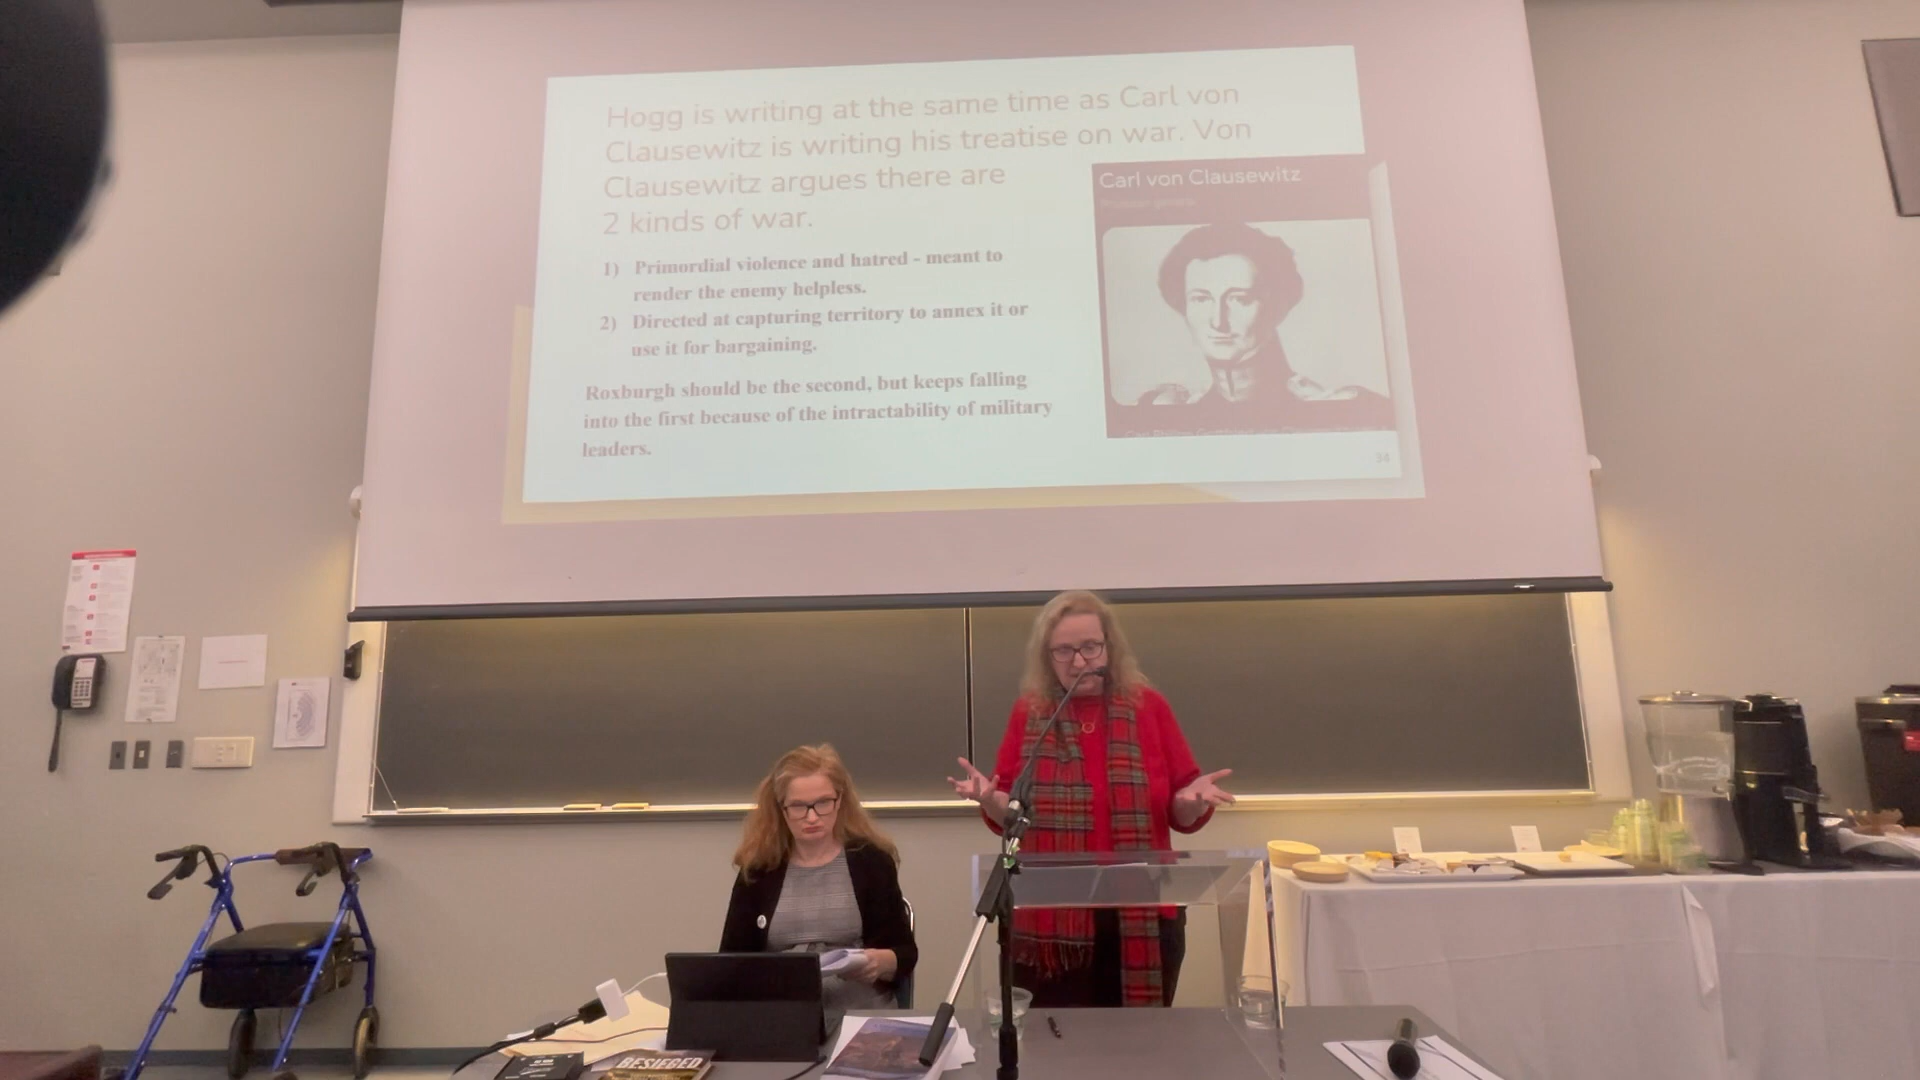 Hogg is writing at the same time as Carl von
Clausewitz is writing his treatise on war. Von
Clausewitz argues there are
2 kinds of war.
1) Primordial violence and hatred - meant to
render the enemy helpless.
2) Directed at capturing territory to annex it or
use it for bargaining.
Roxburgh should be the second, but keeps falling
into the first because of the intractability of military
leaders.
Carl von Clausewitz
Prussian general
34
BESIEGED